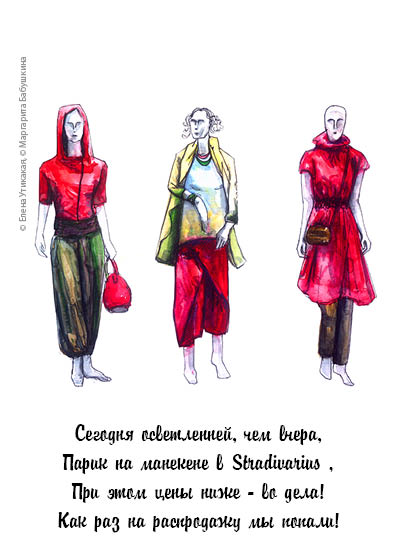 © Елена Утикакая, © Маргарита Бабушкина
Сегодня осветленней, чем вчера,
Парик на манекене в Stradivarius ,
При этом цены ниже - во дела!
Как раз на распродажу мы попали!